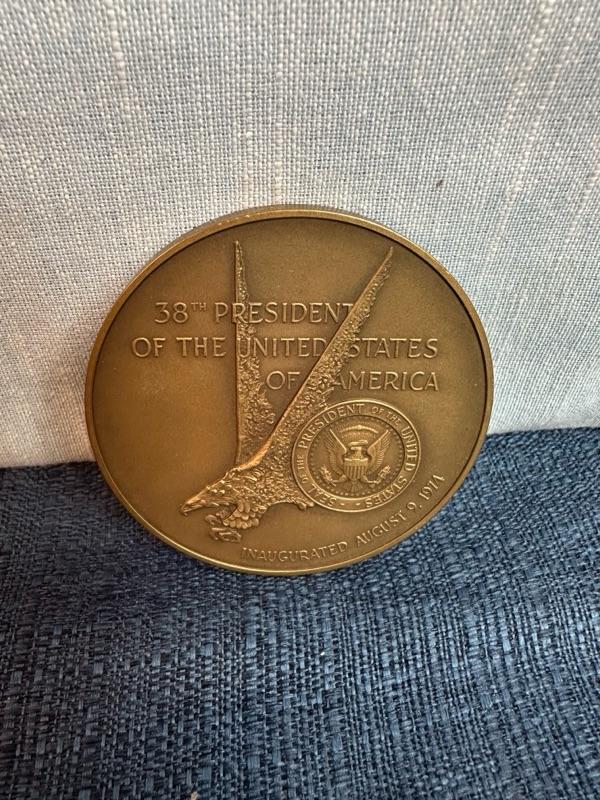 38TH PRESIDENT
OF THE UNITED STATES
OF AMERICA
SEAL OF THE PRESIDENT OF THE UNITED STATES
INAUGURATED AUGUST 9, 1974